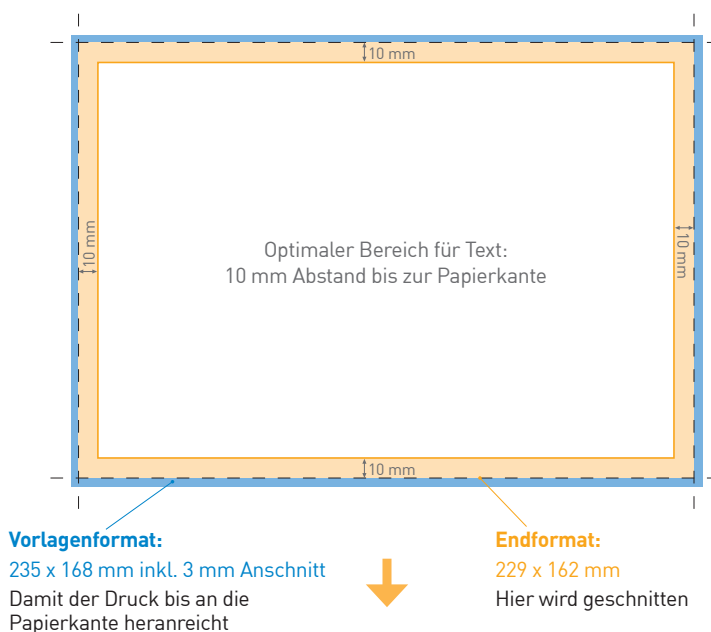 10 mm
10 mm
10 mm
Optimaler Bereich für Text:
10 mm Abstand bis zur Papierkante
10 mm
Vorlagenformat:
235 x 168 mm inkl. 3 mm Anschnitt
Damit der Druck bis an die
Papierkante heranreicht
Endformat:
229 x 162 mm
Hier wird geschnitten